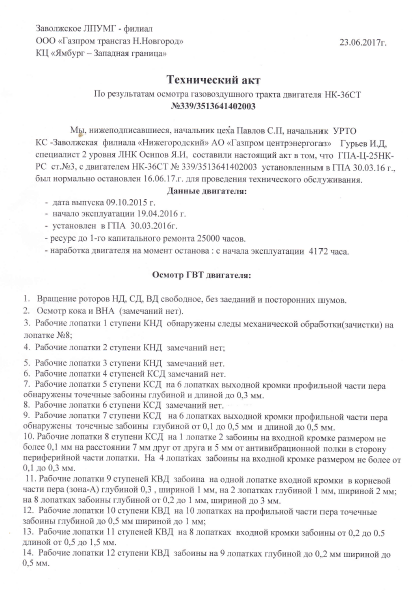 Заволжское ЛПУМГ - филиал
ООО «Газпром трансгаз Н.Новгород»
23.06.2017г.
КЦ «Ямбург – Западная граница»
Технический акт
По результатам осмотра газовоздушного тракта двигателя НК-36СТ
№339/3513641402003
Мы, нижеподписавшиеся, начальник цеха Павлов С.П, начальник УРТО
КС -Заволжская филиала «Нижегородский» АО «Газпром центрэнергогаз» Гурьев И.Д,
специалист 2 уровня ЛНК Осипов Я.И, составили настоящий акт в том, что ГПА-Ц-25НК-
РС ст.№3, с двигателем НК-36СТ № 339/3513641402003 установленным в ГПА 30.03.16 г.,
был нормально остановлен 16.06.17.г. для проведения технического обслуживания.
Данные двигателя:
- дата выпуска 09.10.2015 г.
- начало эксплуатации 19.04.2016 г.
- установлен в ГПА 30.03.2016г.
- ресурс до 1-го капитального ремонта 25000 часов.
- наработка двигателя на момент останова : с начала эксплуатации 4172 часа.
Осмотр ГВТ двигателя:
1. Вращение роторов НД, СД, ВД свободное, без заеданий и посторонних шумов.
2. Осмотр кока и ВНА (замечаний нет).
3. Рабочие лопатки 1 ступени КНД обнаружены следы механической обработки(зачистки) на
лопатке №8;
4. Рабочие лопатки 2 ступени КНД замечаний нет;
5. Рабочие лопатки 3 ступени КНД замечаний нет.
6. Рабочие лопатки 4 ступеней КСД замечаний нет.
7. Рабочие лопатки 5 ступени КСД на 6 лопатках выходной кромки профильной части пера
обнаружены точечные забоины глубиной и длиной до 0,3 мм.
8. Рабочие лопатки 6 ступени КСД замечаний нет.
9. Рабочие лопатки 7 ступени КСД на 6 лопатках выходной кромки профильной части пера
обнаружены точечные забоины глубиной от 0,1 до 0,5 мм и длиной до 0,5 мм.
10. Рабочие лопатки 8 ступени КСД на 1 лопатке 2 забоины на входной кромке размером не
более 0,1 мм на расстоянии 7 мм друг от друга и 5 мм от антивибрационной полки в сторону
периферийной части лопатки. На 4 лопатках забоины на входной кромке размером не более от
0,1 до 0,3 мм.
11. Рабочие лопатки 9 ступеней КВД забоина на одной лопатке входной кромки в корневой
части пера (зона-А) глубиной 0,3 , шириной 1 мм, на 2 лопатках глубиной 1 мм, шириной 2 мм;
на 8 лопатках забоины глубиной от 0,2 до 1 мм, шириной до 3 мм.
12. Рабочие лопатки 10 ступени КВД на 10 лопатках на профильной части пера точечные
забоины глубиной до 0,5 мм шириной до 1 мм;
13. Рабочие лопатки 11 ступеней КВД на 8 лопатках входной кромки забоины от 0,2 до 0.5
длиной от 0,5 до 1,5 мм.
14. Рабочие лопатки 12 ступени КВД забоины на 9 лопатках глубиной до 0,2 мм шириной до
0,5 мм.